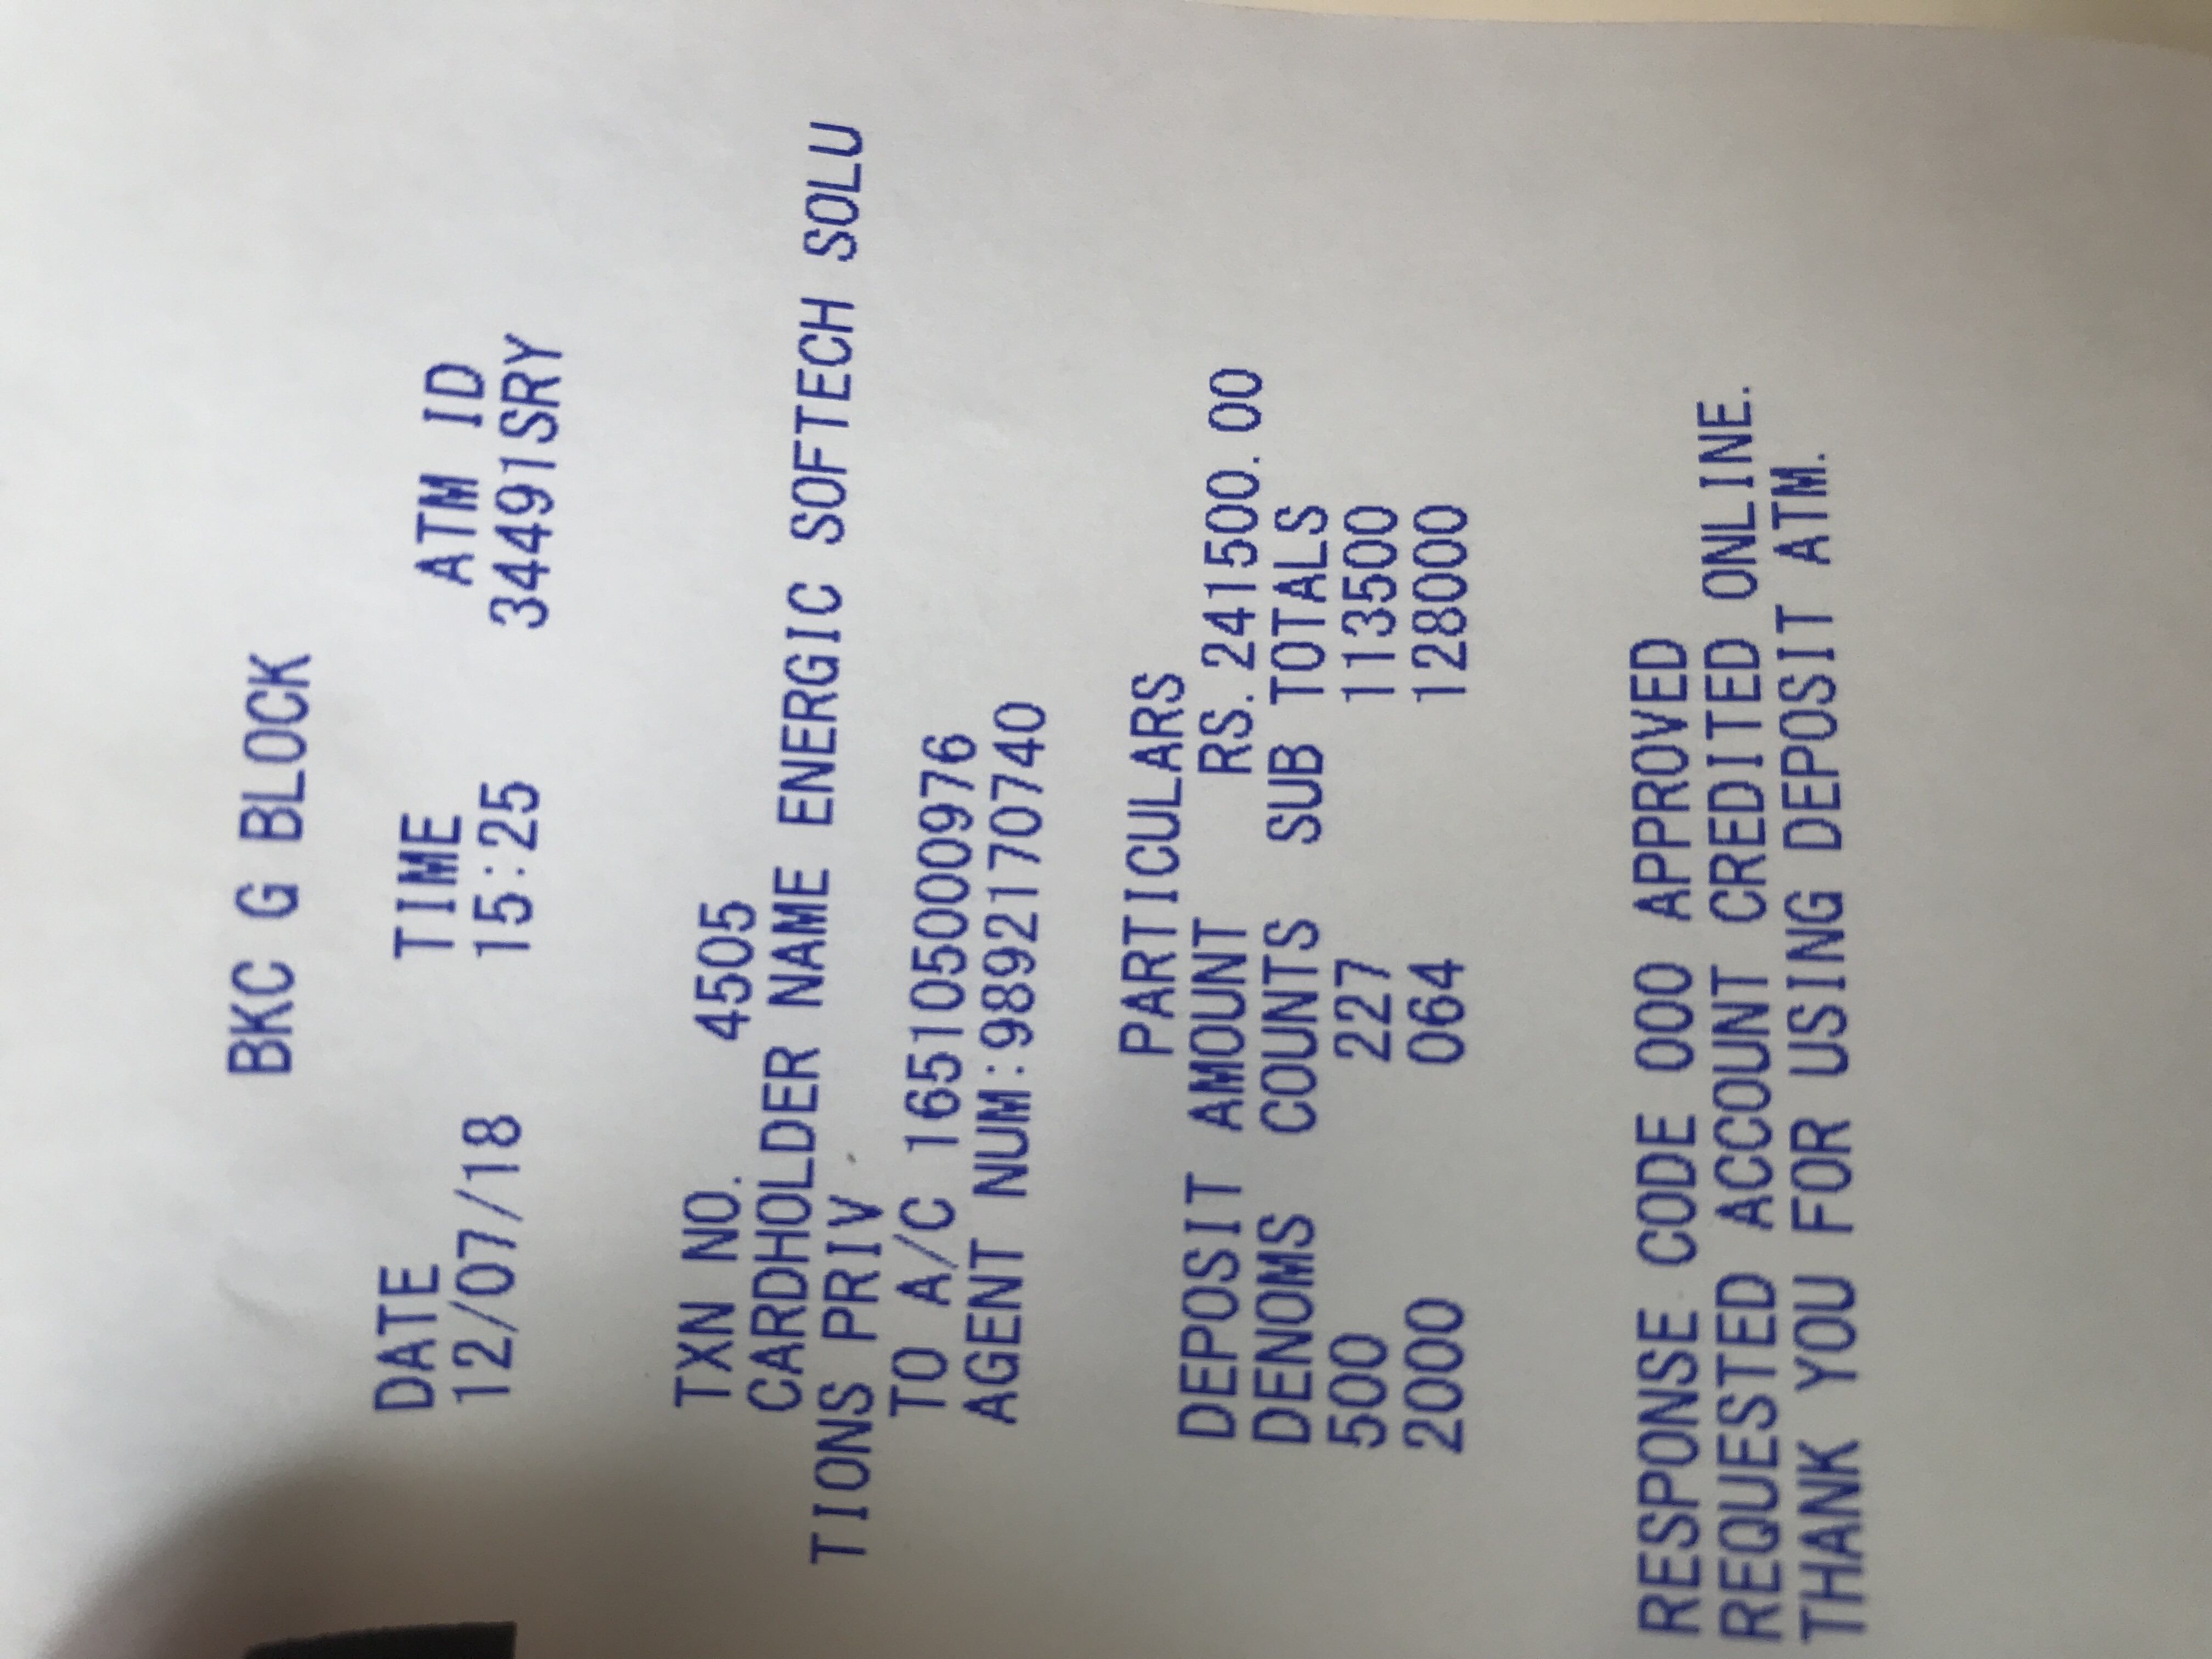 BKC G BLOCK
DATE TIME ATM ID
12/07/18 15:25 34491SRY
TXN NO. 4505
CARDHOLDER NAME ENERGIC SOFTECH SOLU
TIONS PRIV
TO A/C 165105000976
AGENT NUM:9892170740
PARTICULARS
DEPOSIT AMOUNT RS.241500.00
DENOMS COUNTS SUB TOTALS
500 227 113500
2000 064 128000
RESPONSE CODE 000 APPROVED
REQUESTED ACCOUNT CREDITED ONLINE.
THANK YOU FOR USING DEPOSIT ATM.